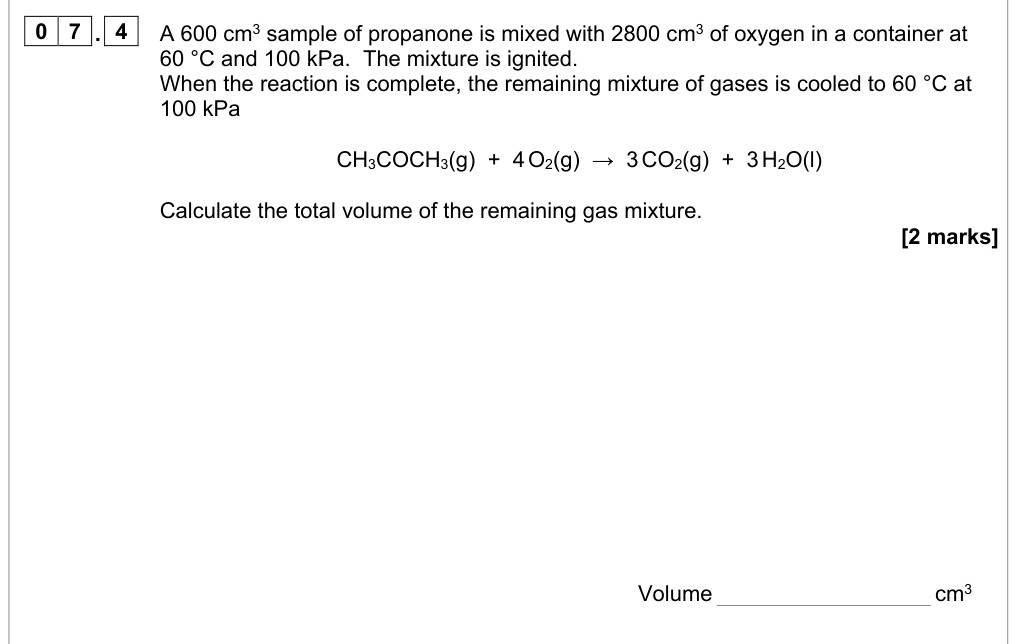 0 7 . 4 A 600 cm³ sample of propanone is mixed with 2800 cm³ of oxygen in a container at
60 °C and 100 kPa. The mixture is ignited.
When the reaction is complete, the remaining mixture of gases is cooled to 60 °C at
100 kPa
CH₃COCH₃(g) + 4 O₂(g) → 3 CO₂(g) + 3 H₂O(l)
Calculate the total volume of the remaining gas mixture.
[2 marks]
Volume ____________ cm³